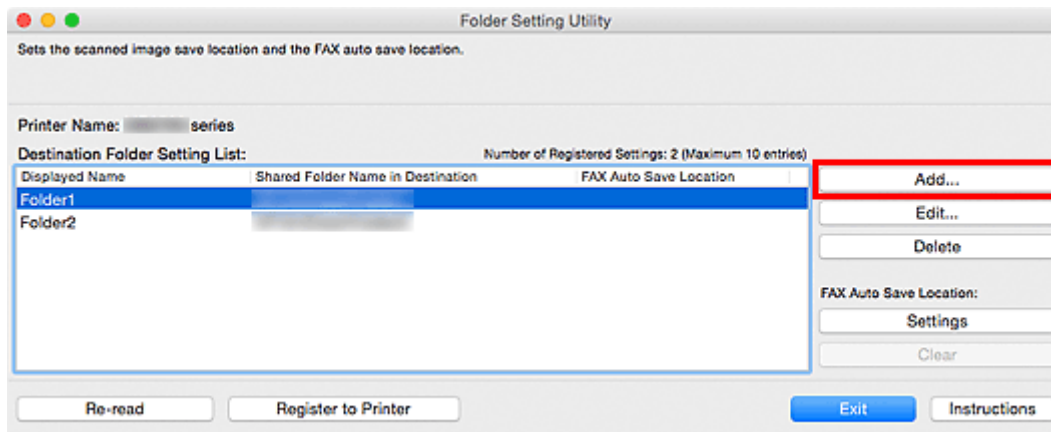 Folder Setting Utility
Sets the scanned image save location and the FAX auto save location.
Printer Name: series
Destination Folder Setting List: Number of Registered Settings: 2 (Maximum 10 entries)
Displayed Name Shared Folder Name in Destination FAX Auto Save Location
Folder1
Folder2
Add...
Edit...
Delete
FAX Auto Save Location:
Settings
Clear
Re-read Register to Printer Exit Instructions